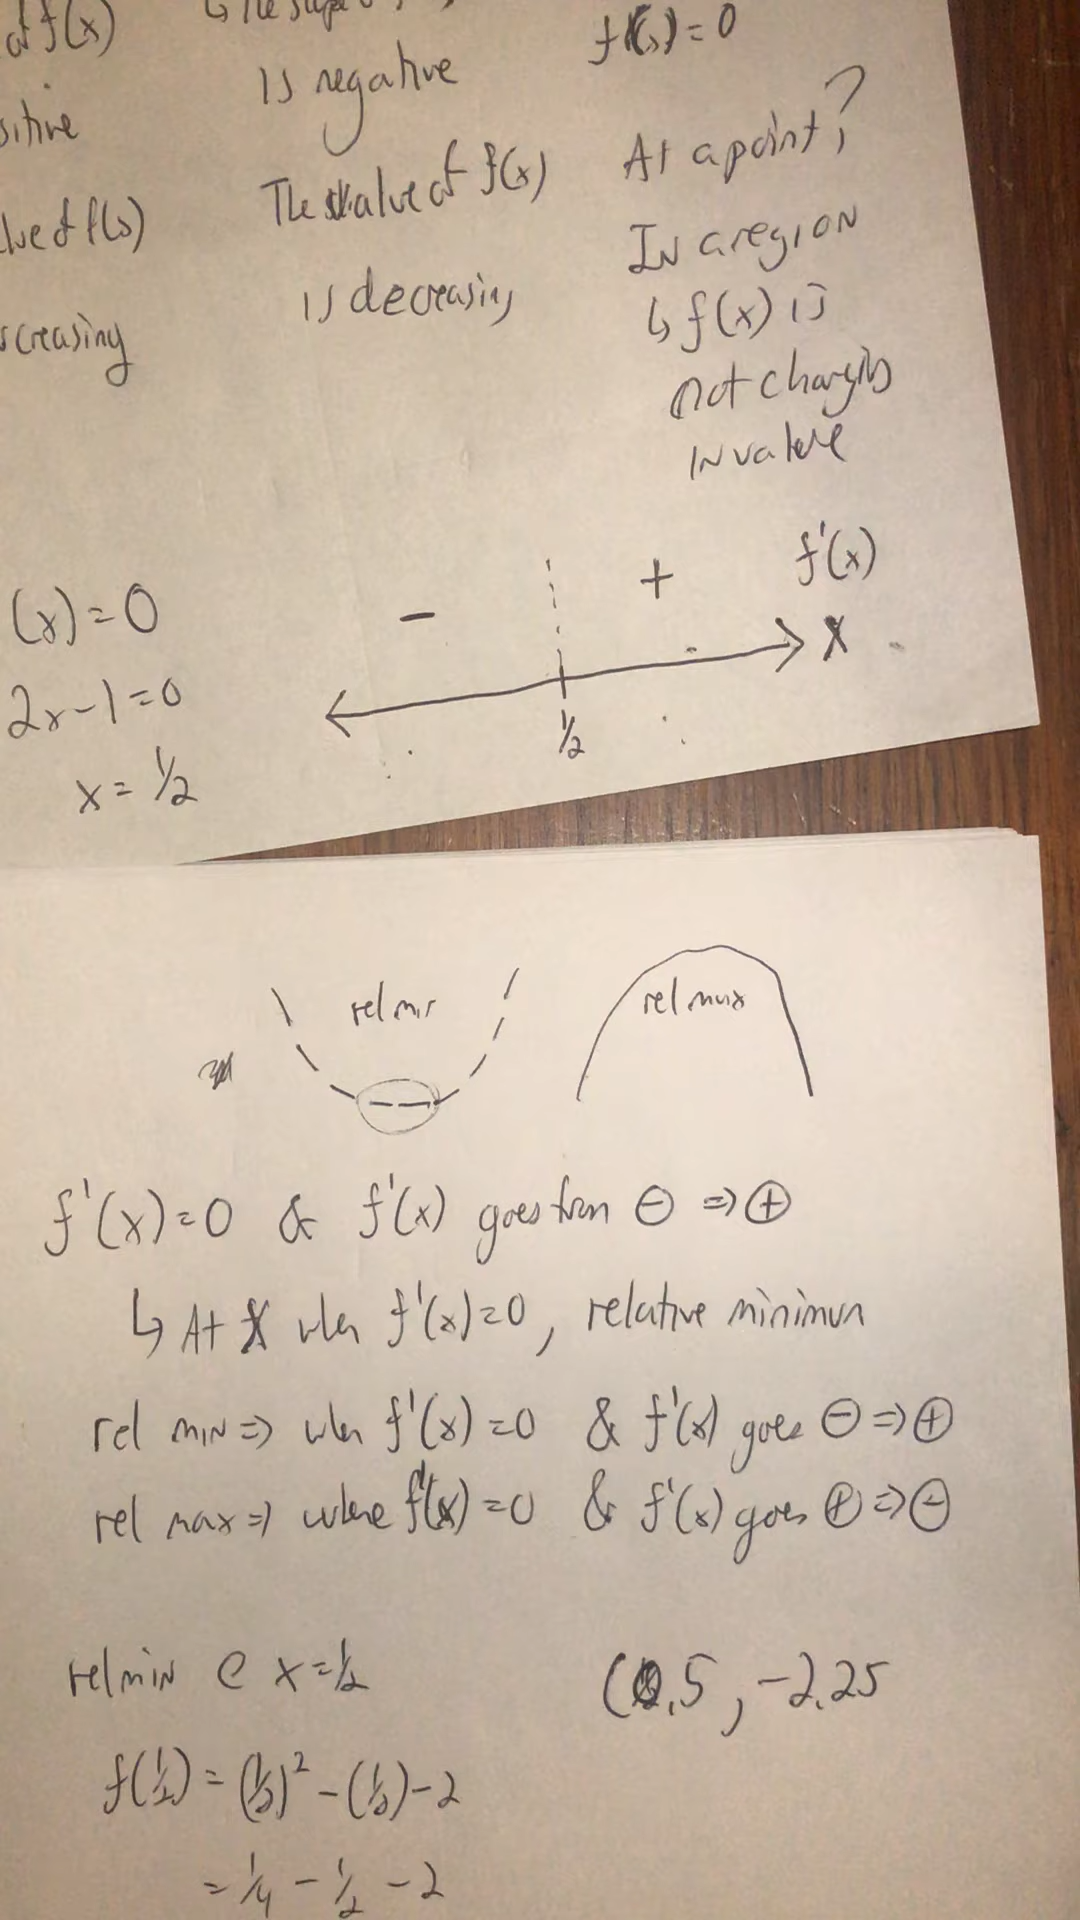 of f(x)
sitive
lue of f(x)
creasing
is negative
The value of f(x)
is decreasing
f'(x) = 0
At a point?
In a region
↳ f(x) is
not changing
in value
(x) = 0
2x-1=0
x = 1/2
- + f'(x)
x
1/2
rel min rel max
f'(x)=0 & f'(x) goes from ⊖ ⇒ ⊕
↳ At x when f'(x)=0, relative minimum
rel min ⇒ when f'(x)=0 & f'(x) goes ⊖ ⇒ ⊕
rel max ⇒ where f'(x)=0 & f'(x) goes ⊕ ⇒ ⊖
rel min @ x=1/2 (0.5, -2.25
f(1/2) = (1/2)² - (1/2) - 2
= 1/4 - 1/2 - 2